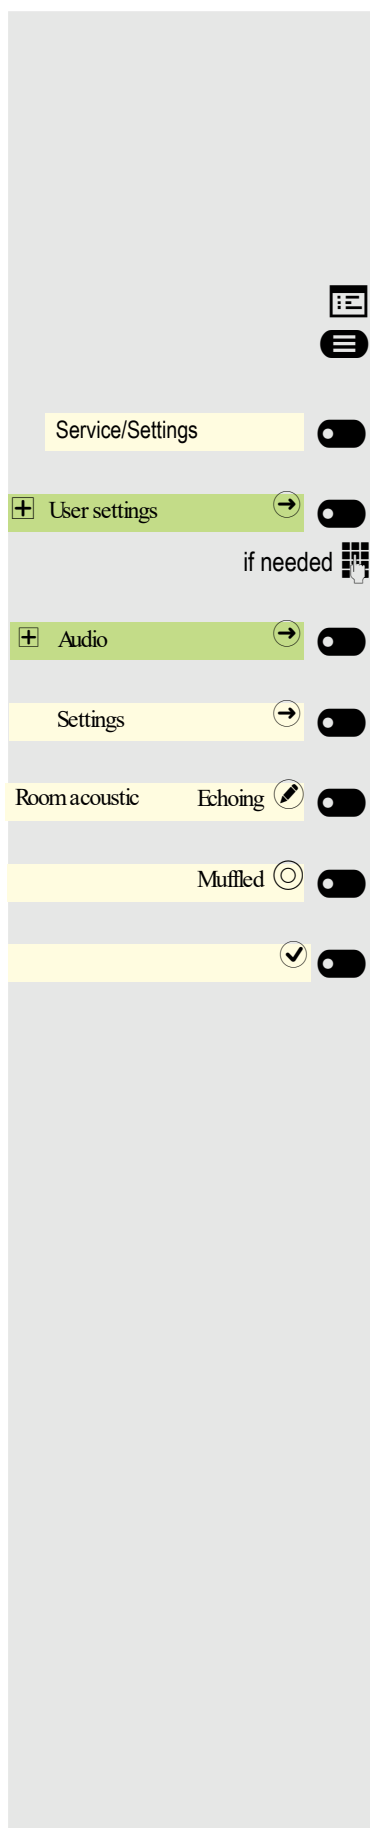 Service/Settings
User settings
if needed
Audio
Settings
Room acoustic Echoing
Muffled